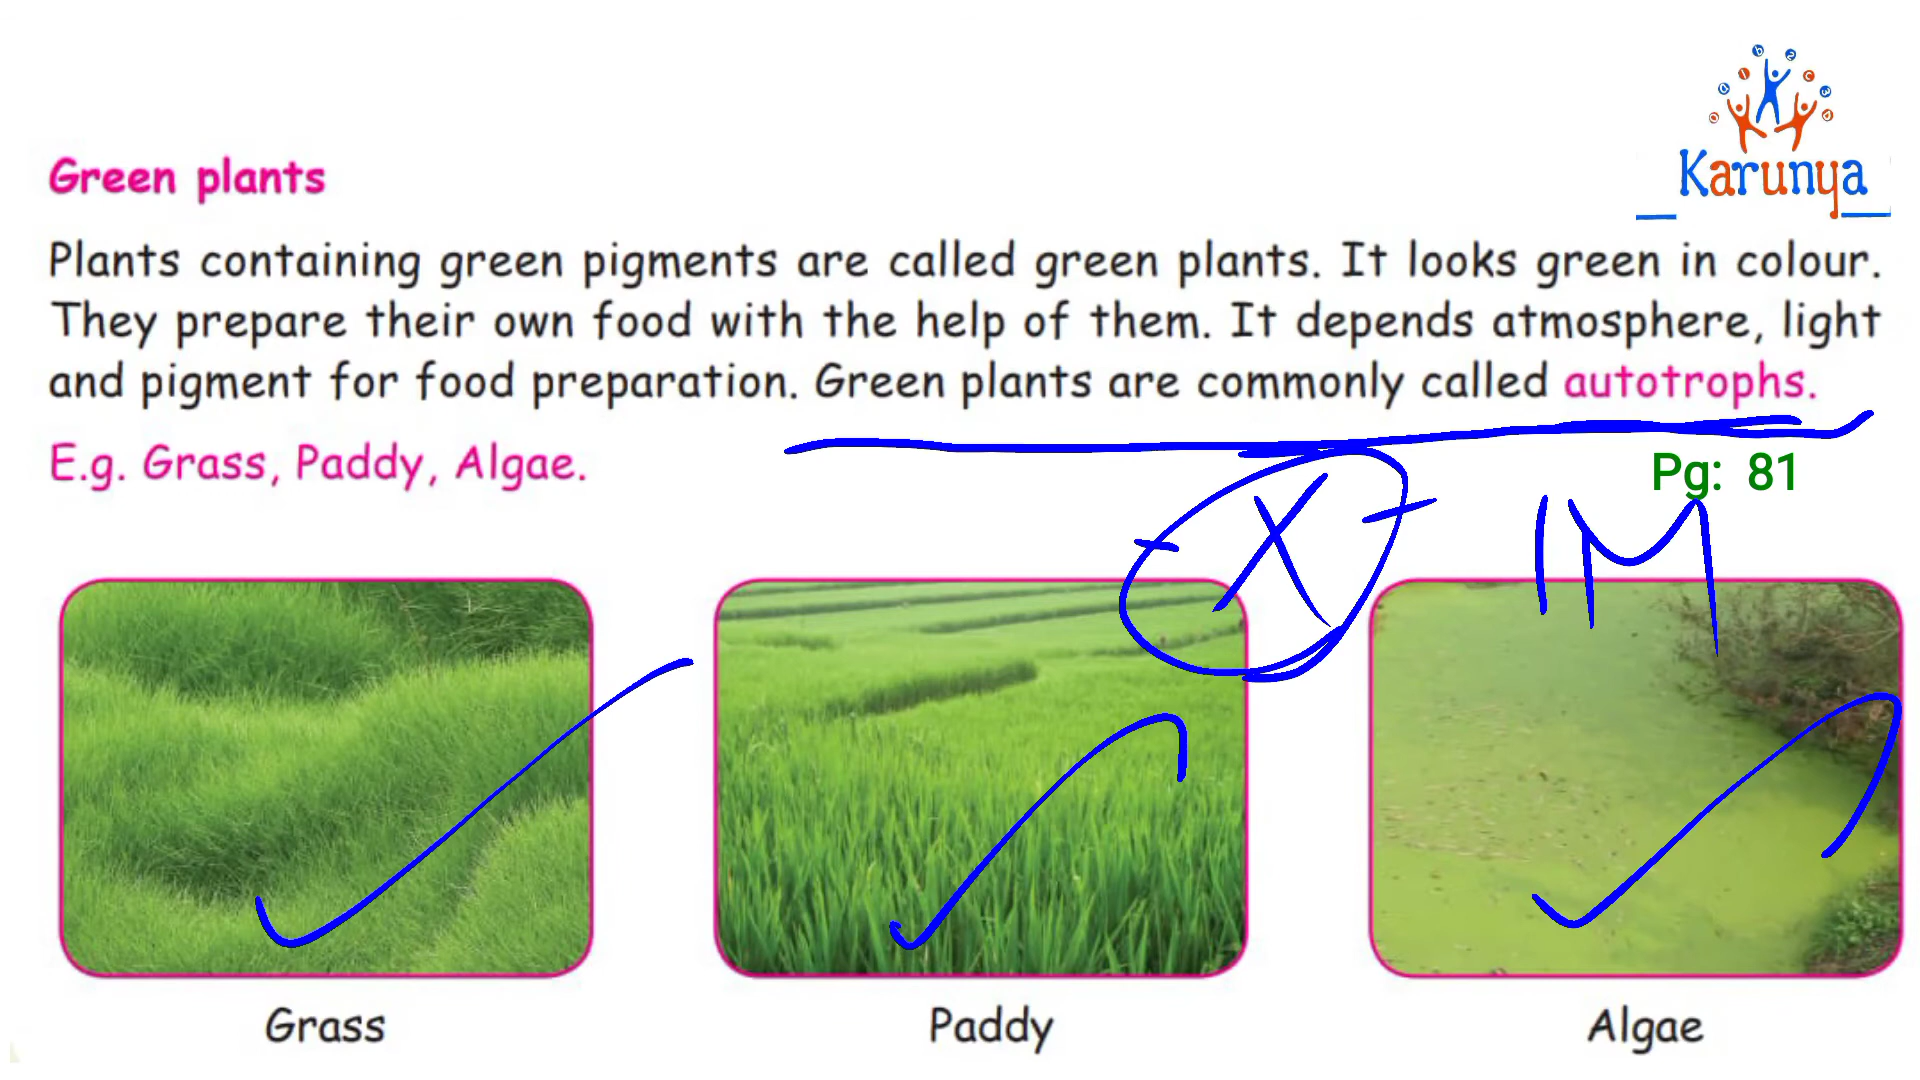 Karunya
Green plants
Plants containing green pigments are called green plants. It looks green in colour.
They prepare their own food with the help of them. It depends atmosphere, light
and pigment for food preparation. Green plants are commonly called autotrophs.
E.g. Grass, Paddy, Algae.
Pg: 81
X
1M
Grass
Paddy
Algae